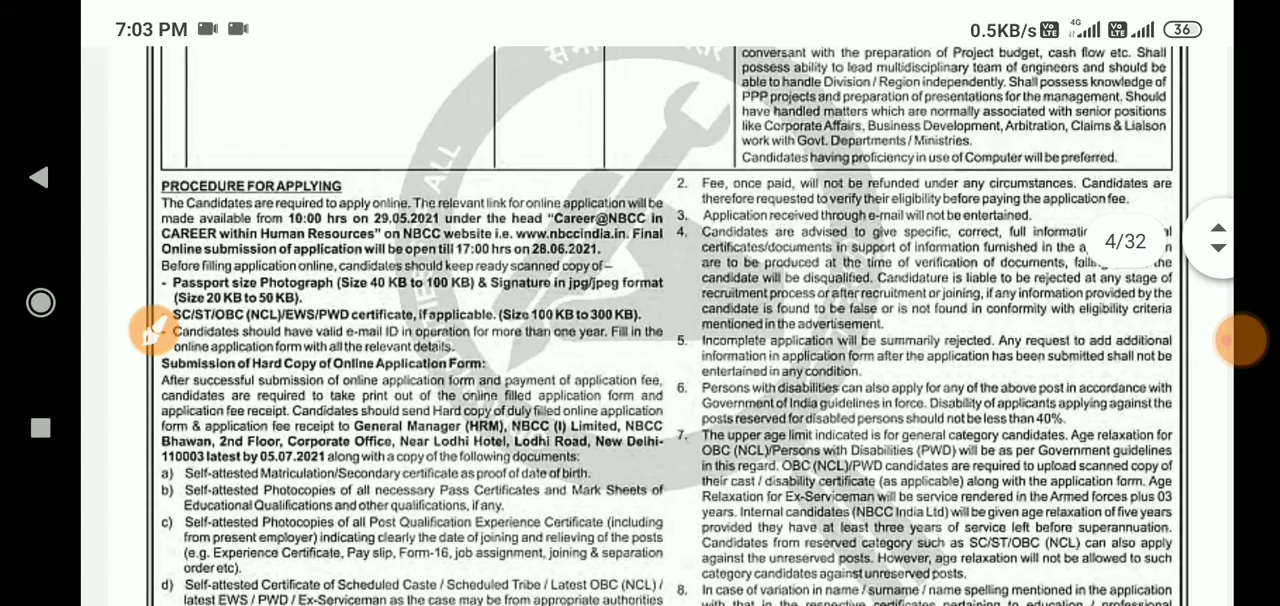 7:03 PM
0.5KB/s Vo LTE 4G Vo LTE 36
conversant with the preparation of Project budget, cash flow etc. Shall
possess ability to lead multidisciplinary team of engineers and should be
able to handle Division / Region independently. Shall possess knowledge of
PPP projects and preparation of presentations for the management. Should
have handled matters which are normally associated with senior positions
like Corporate Affairs, Business Development, Arbitration, Claims & Liaison
work with Govt. Departments / Ministries.
Candidates having proficiency in use of Computer will be preferred.
PROCEDURE FOR APPLYING
The Candidates are required to apply online. The relevant link for online application will be
made available from 10:00 hrs on 29.05.2021 under the head "Career@NBCC in
CAREER within Human Resources" on NBCC website i.e. www.nbccindia.in. Final
Online submission of application will be open till 17:00 hrs on 28.06.2021.
Before filling application online, candidates should keep ready scanned copy of–
- Passport size Photograph (Size 40 KB to 100 KB) & Signature in jpg/jpeg format
(Size 20 KB to 50 KB).
SC/ST/OBC (NCL)/EWS/PWD certificate, if applicable. (Size 100 KB to 300 KB).
Candidates should have valid e-mail ID in operation for more than one year. Fill in the
online application form with all the relevant details.
Submission of Hard Copy of Online Application Form:
After successful submission of online application form and payment of application fee,
candidates are required to take print out of the online filled application form and
application fee receipt. Candidates should send Hard copy of duly filled online application
form & application fee receipt to General Manager (HRM), NBCC (I) Limited, NBCC
Bhawan, 2nd Floor, Corporate Office, Near Lodhi Hotel, Lodhi Road, New Delhi-
110003 latest by 05.07.2021 along with a copy of the following documents:
a) Self-attested Matriculation/Secondary certificate as proof of date of birth.
b) Self-attested Photocopies of all necessary Pass Certificates and Mark Sheets of
Educational Qualifications and other qualifications, if any.
c) Self-attested Photocopies of all Post Qualification Experience Certificate (including
from present employer) indicating clearly the date of joining and relieving of the posts
(e.g. Experience Certificate, Pay slip, Form-16, job assignment, joining & separation
order etc).
d) Self-attested Certificate of Scheduled Caste / Scheduled Tribe / Latest OBC (NCL) /
latest EWS / PWD / Ex-Serviceman as the case may be from appropriate authorities
2. Fee, once paid, will not be refunded under any circumstances. Candidates are
therefore requested to verify their eligibility before paying the application fee.
3. Application received through e-mail will not be entertained.
4. Candidates are advised to give specific, correct, full
certificates/documents in support of information furnished in the
are to be produced at the time of verification of documents, the
candidate will be disqualified. Candidature is liable to be rejected at any stage of
recruitment process or after recruitment or joining, if any information provided by the
candidate is found to be false or is not found in conformity with eligibility criteria
mentioned in the advertisement.
5. Incomplete application will be summarily rejected. Any request to add additional
information in application form after the application has been submitted shall not be
entertained in any condition.
6. Persons with disabilities can also apply for any of the above post in accordance with
Government of India guidelines in force. Disability of applicants applying against the
posts reserved for disabled persons should not be less than 40%.
7. The upper age limit indicated is for general category candidates. Age relaxation for
OBC (NCL)/Persons with Disabilities (PWD) will be as per Government guidelines
in this regard. OBC (NCL)/PWD candidates are required to upload scanned copy of
their cast / disability certificate (as applicable) along with the application form. Age
Relaxation for Ex-Serviceman will be service rendered in the Armed forces plus 03
years. Internal candidates (NBCC India Ltd) will be given age relaxation of five years
provided they have at least three years of service left before superannuation.
Candidates from reserved category such as SC/ST/OBC (NCL) can also apply
against the unreserved posts. However, age relaxation will not be allowed to such
category candidates against unreserved posts.
8. In case of variation in name / surname / name spelling mentioned in the application
with that in the respective certificates pertaining to education / professional
4/32
ALL